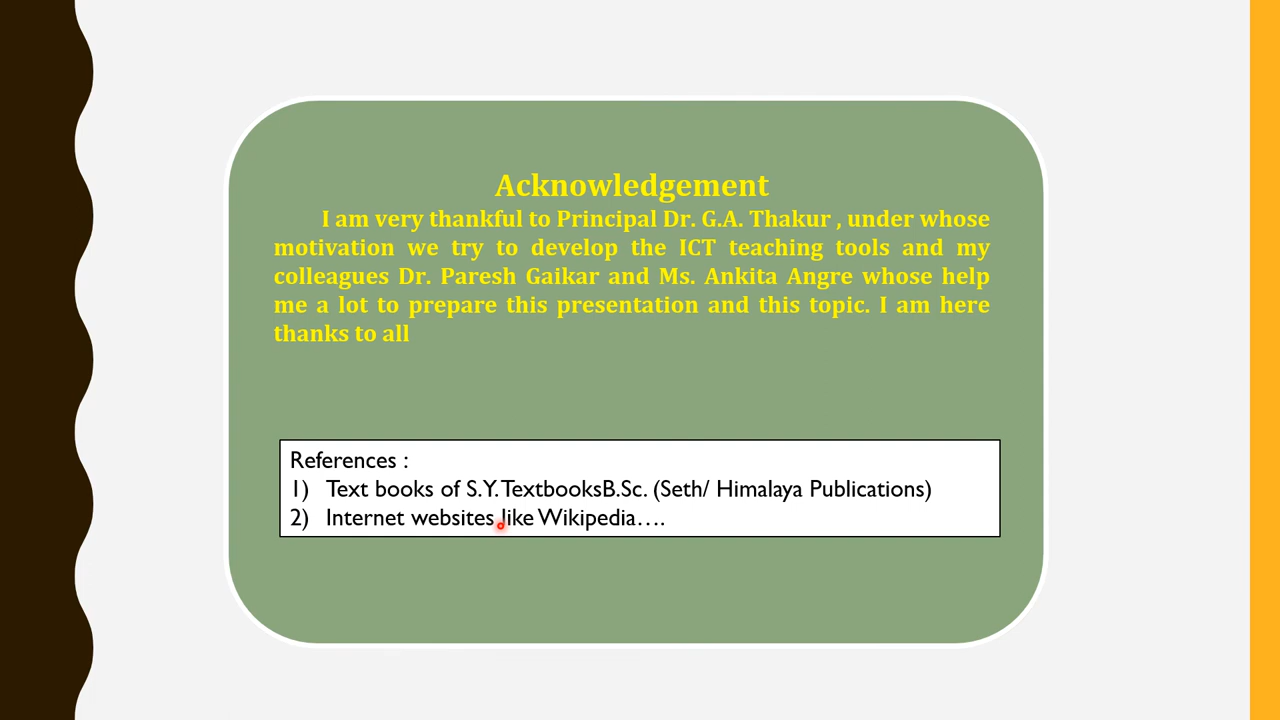 Acknowledgement
I am very thankful to Principal Dr. G.A. Thakur , under whose
motivation we try to develop the ICT teaching tools and my
colleagues Dr. Paresh Gaikar and Ms. Ankita Angre whose help
me a lot to prepare this presentation and this topic. I am here
thanks to all
References :
1) Text books of S.Y. TextbooksB.Sc. (Seth/ Himalaya Publications)
2) Internet websites like Wikipedia….